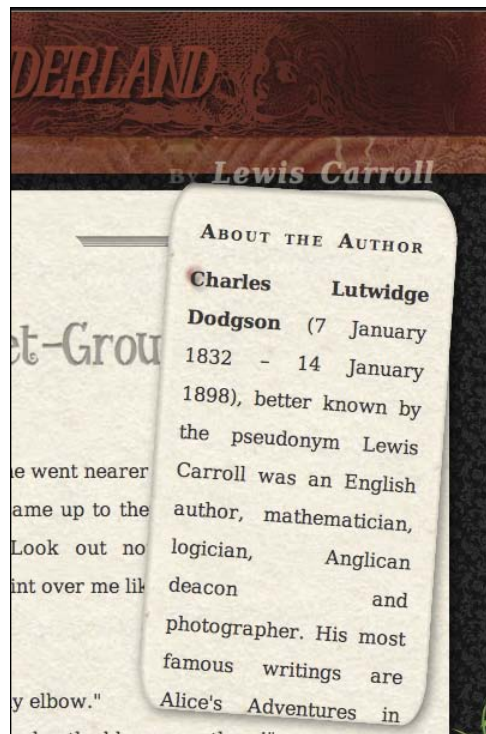 DERLAND
BY Lewis Carroll
ABOUT THE AUTHOR
Charles Lutwidge
Dodgson (7 January
1832 – 14 January
1898), better known by
the pseudonym Lewis
Carroll was an English
author, mathematician,
logician, Anglican
deacon and
photographer. His most
famous writings are
Alice's Adventures in
et-Grou
e went nearer
ame up to the
Look out no
int over me lik
y elbow."